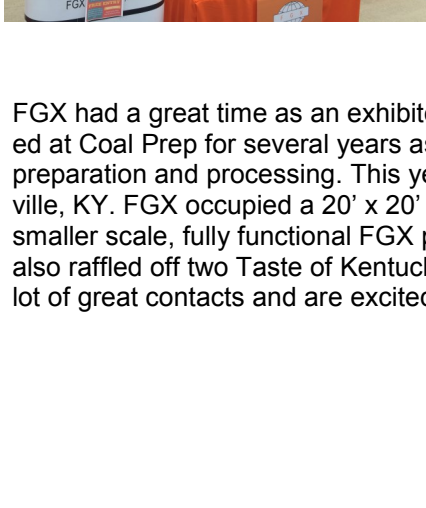 FGX
FGX had a great time as an exhibite
ed at Coal Prep for several years as
preparation and processing. This ye
ville, KY. FGX occupied a 20’ x 20’
smaller scale, fully functional FGX p
also raffled off two Taste of Kentuck
lot of great contacts and are excited